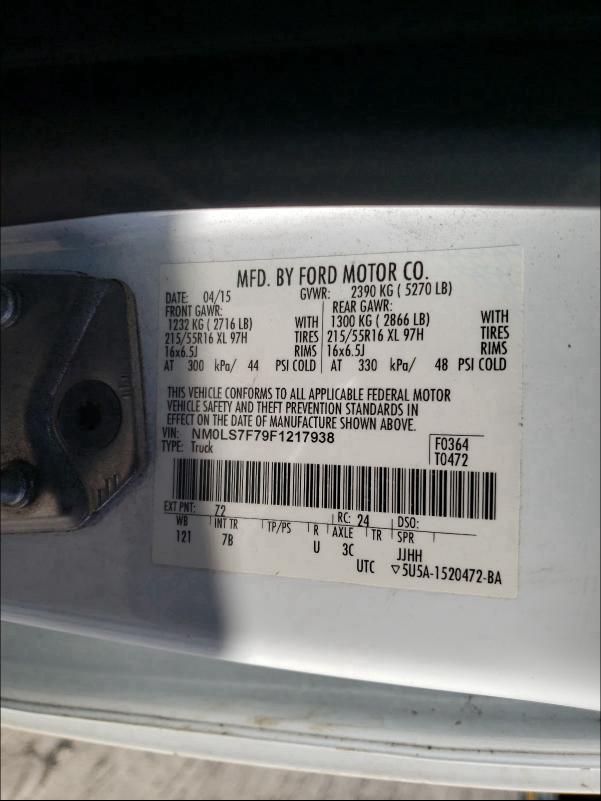 MFD. BY FORD MOTOR CO.
DATE: 04/15 GVWR: 2390 KG ( 5270 LB)
FRONT GAWR: REAR GAWR:
1232 KG ( 2716 LB) WITH 1300 KG ( 2866 LB) WITH
215/55R16 XL 97H TIRES 215/55R16 XL 97H TIRES
16x6.5J RIMS 16x6.5J RIMS
AT 300 kPa/ 44 PSI COLD AT 330 kPa/ 48 PSI COLD
THIS VEHICLE CONFORMS TO ALL APPLICABLE FEDERAL MOTOR
VEHICLE SAFETY AND THEFT PREVENTION STANDARDS IN
EFFECT ON THE DATE OF MANUFACTURE SHOWN ABOVE.
VIN: NM0LS7F79F1217938 F0364
TYPE: Truck T0472
EXT PNT: 72 RC: 24 DSO:
WB INT TR TP/PS R AXLE TR SPR
121 7B U 3C JJHH
UTC ▽5U5A-1520472-BA